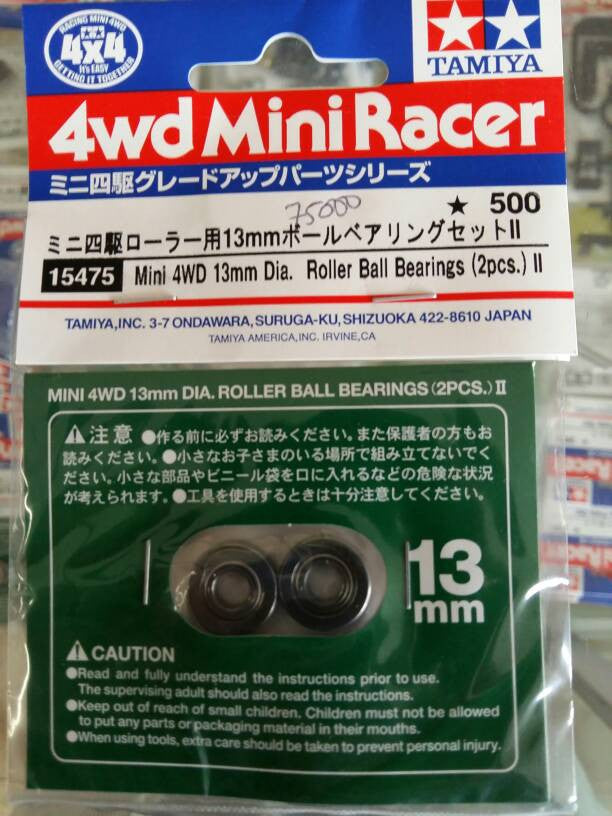 RACING MINI 4WD
4x4
It's EASY
GETTING IT TOGETHER
TAMIYA
4wd Mini Racer
ミニ四駆グレードアップパーツシリーズ
75000
★ 500
ミニ四駆ローラー用13mmボールベアリングセットII
15475 Mini 4WD 13mm Dia. Roller Ball Bearings (2pcs.) II
TAMIYA,INC. 3-7 ONDAWARA,SURUGA-KU,SHIZUOKA 422-8610 JAPAN
TAMIYA AMERICA,INC. IRVINE,CA
MINI 4WD 13mm DIA. ROLLER BALL BEARINGS (2PCS.) II
注意 ●作る前に必ずお読みください。また保護者の方もお
読みください。●小さなお子さまのいる場所で組み立てないでく
ださい。小さな部品やビニール袋を口に入れるなどの危険な状況
が考えられます。●工具を使用するときは十分注意してください。
13
mm
CAUTION
●Read and fully understand the instructions prior to use.
The supervising adult should also read the instructions.
●Keep out of reach of small children. Children must not be allowed
to put any parts or packaging material in their mouths.
●When using tools, extra care should be taken to prevent personal injury.